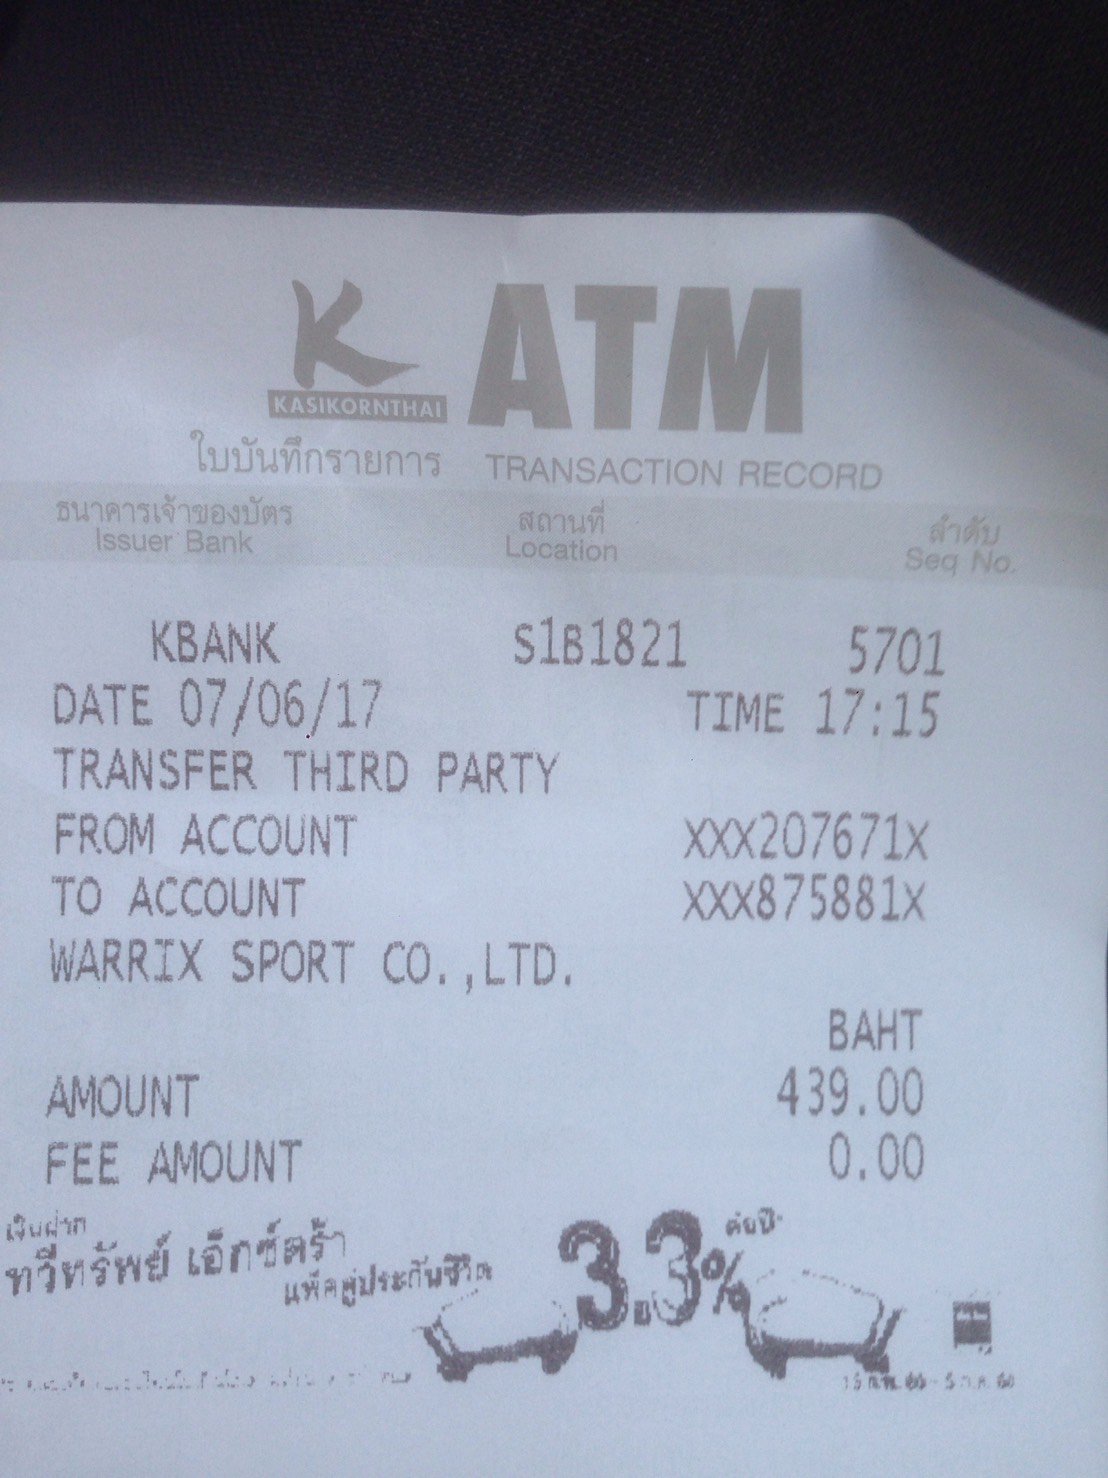 K ATM
KASIKORNTHAI
ใบบันทึกรายการ TRANSACTION RECORD
ธนาคารเจ้าของบัตร สถานที่ ลำดับ
Issuer Bank Location Seq No.
KBANK S1B1821 5701
DATE 07/06/17 TIME 17:15
TRANSFER THIRD PARTY
FROM ACCOUNT XXX207671X
TO ACCOUNT XXX875881X
WARRIX SPORT CO.,LTD.
BAHT
AMOUNT 439.00
FEE AMOUNT 0.00
เงินฝาก
ทวีทรัพย์ เอ็กซ์ตร้า 3.3% ต่อปี
แพ็คคู่ประกันชีวิต